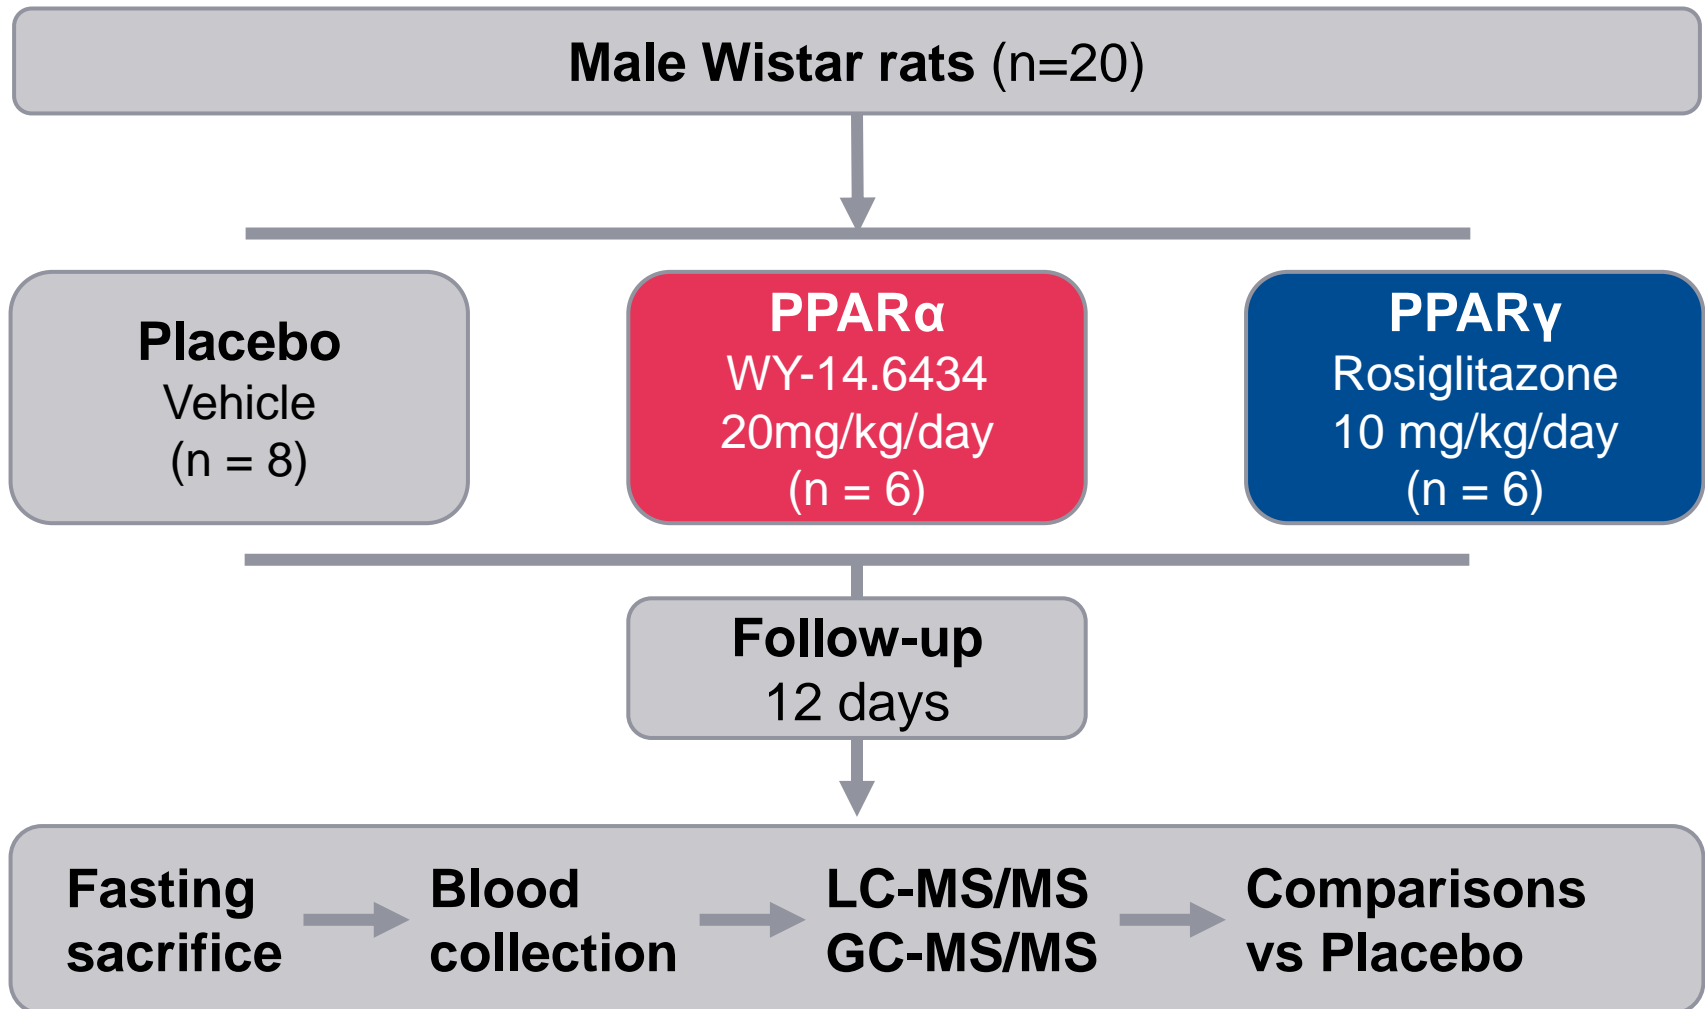 Male Wistar rats (n=20)
Placebo
Vehicle
(n = 8)
PPARα
WY-14.6434
20mg/kg/day
(n = 6)
PPARγ
Rosiglitazone
10 mg/kg/day
(n = 6)
Follow-up
12 days
Fasting
sacrifice
Blood
collection
LC-MS/MS
GC-MS/MS
Comparisons
vs Placebo